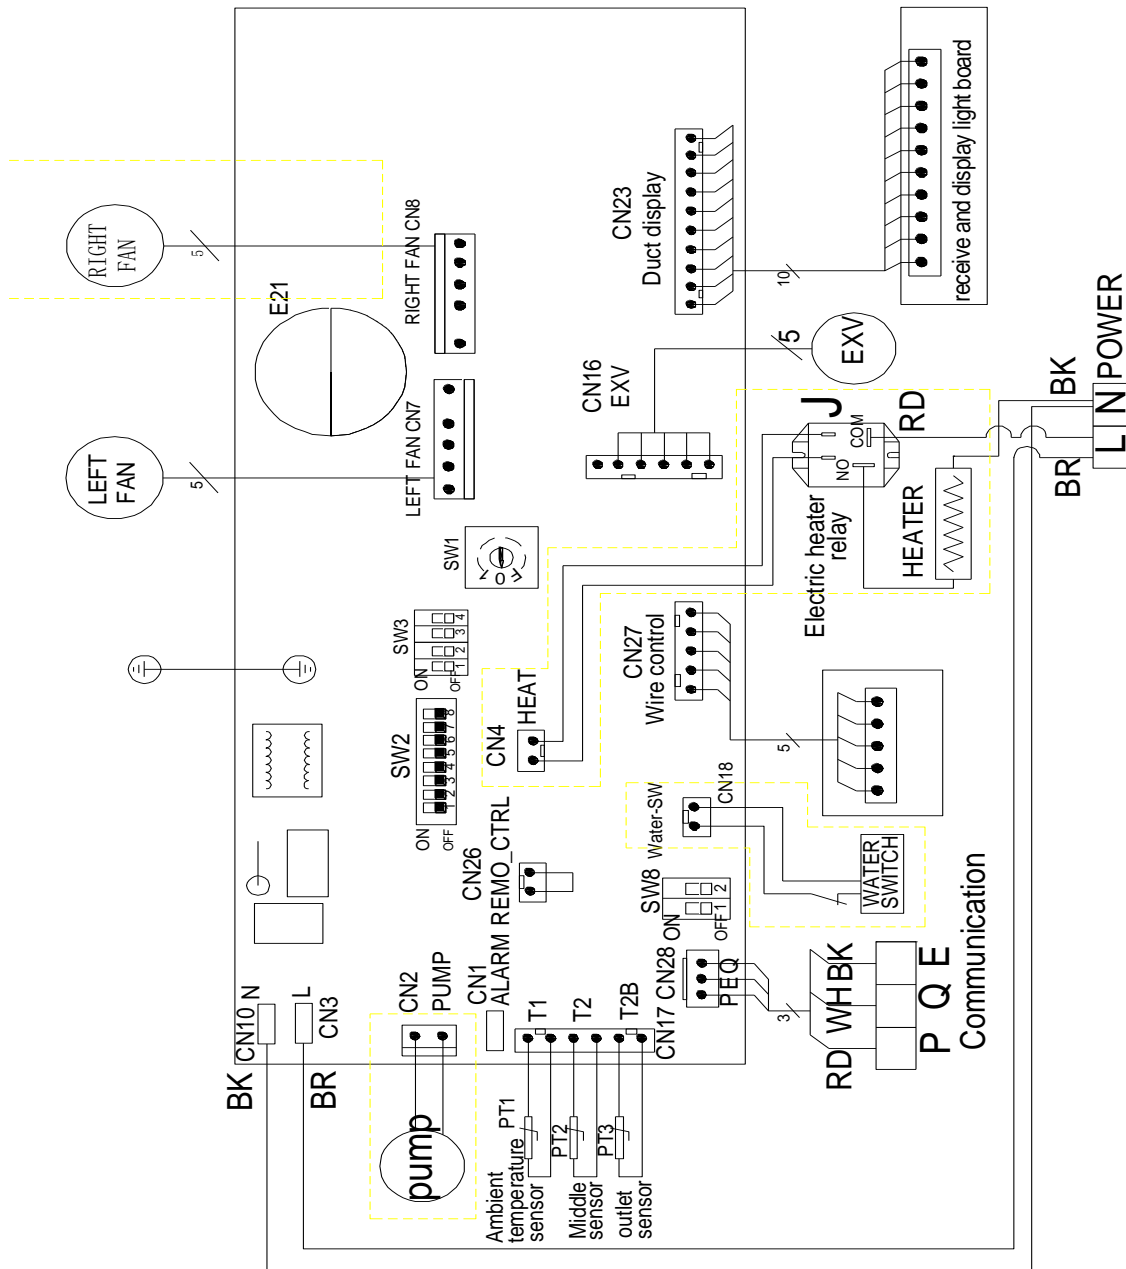 RIGHT
FAN
5
E21
RIGHT FAN CN8
LEFT
FAN
5
LEFT FAN CN7
CN23
Duct display
10
receive and display light board
CN16
EXV
5
EXV
J
NO
COM
RD
Electric heater
relay
HEATER
BK
BR
L
N
POWER
SW1
SW3
ON
OFF
1
2
3
4
SW2
ON
OFF
1
2
3
4
5
6
7
8
CN4
HEAT
CN27
Wire control
5
CN26
ALARM REMO_CTRL
CN1
Water-SW
CN18
WATER
SWITCH
SW8
ON
OFF
1
2
CN10 N
BK
L
CN3
BR
CN2
PUMP
pump
T1
T2
T2B
CN17
CN28
PEQ
3
RD
WH
BK
P Q E
Communication
PT1
PT2
PT3
Ambient
temperature
sensor
Middle
sensor
outlet
sensor